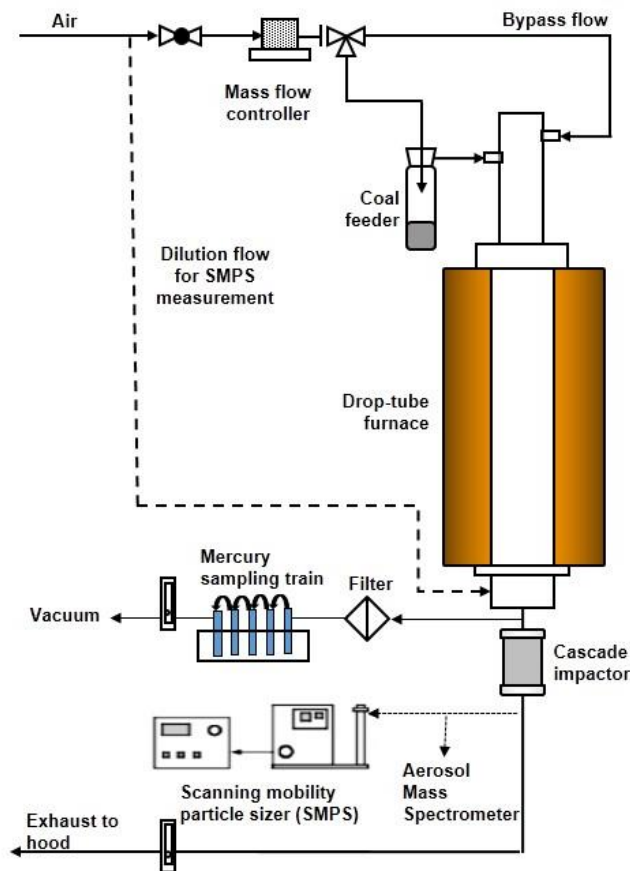 Air
Bypass flow
Mass flow
controller
Coal
feeder
Dilution flow
for SMPS
measurement
Drop-tube
furnace
Mercury
sampling train
Filter
Vacuum
Cascade
impactor
Scanning mobility
particle sizer (SMPS)
Aerosol
Mass
Spectrometer
Exhaust to
hood